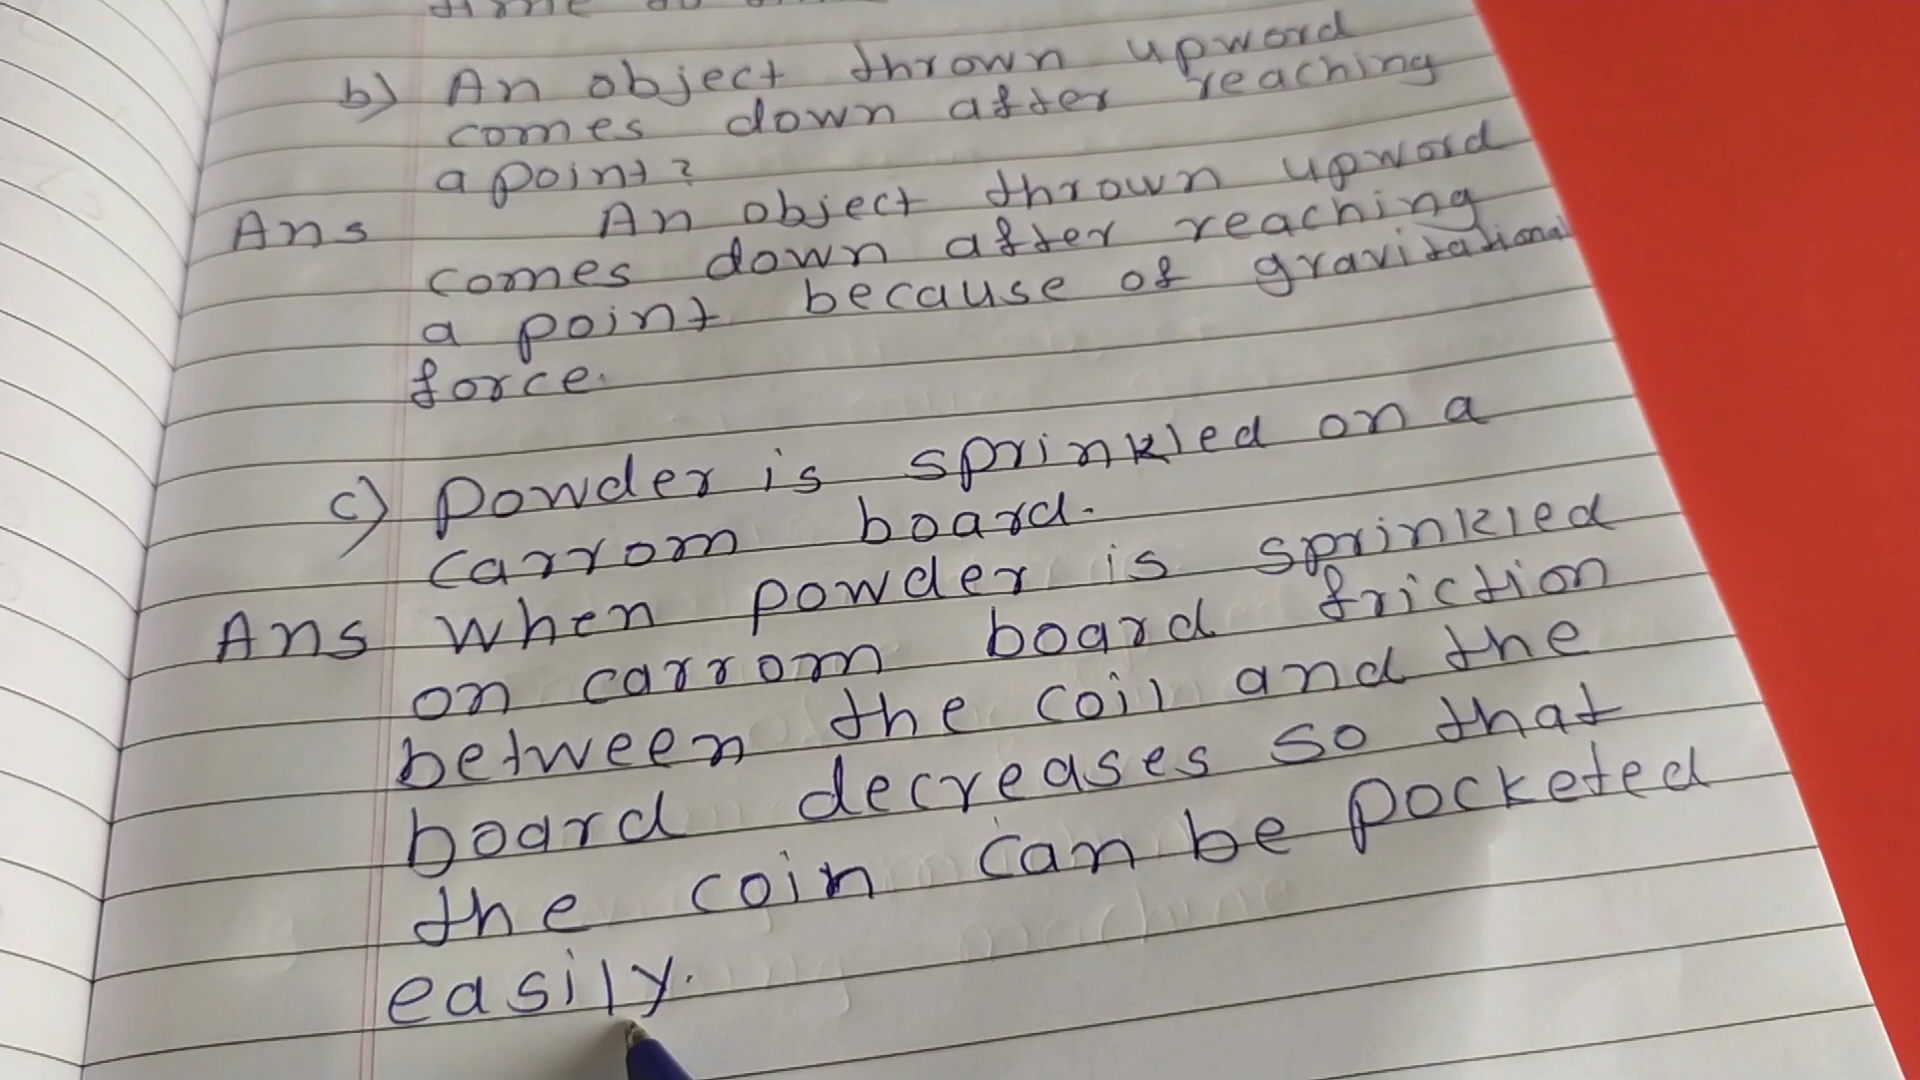 b) An object thrown upword
comes down after reaching
a point?
Ans An object thrown upword
comes down after reaching
a point because of gravitational
force.
c) Powder is sprinkled on a
carrom board.
Ans When powder is sprinkled
on carrom board friction
between the coil and the
board decreases so that
the coin can be pocketed
easily.